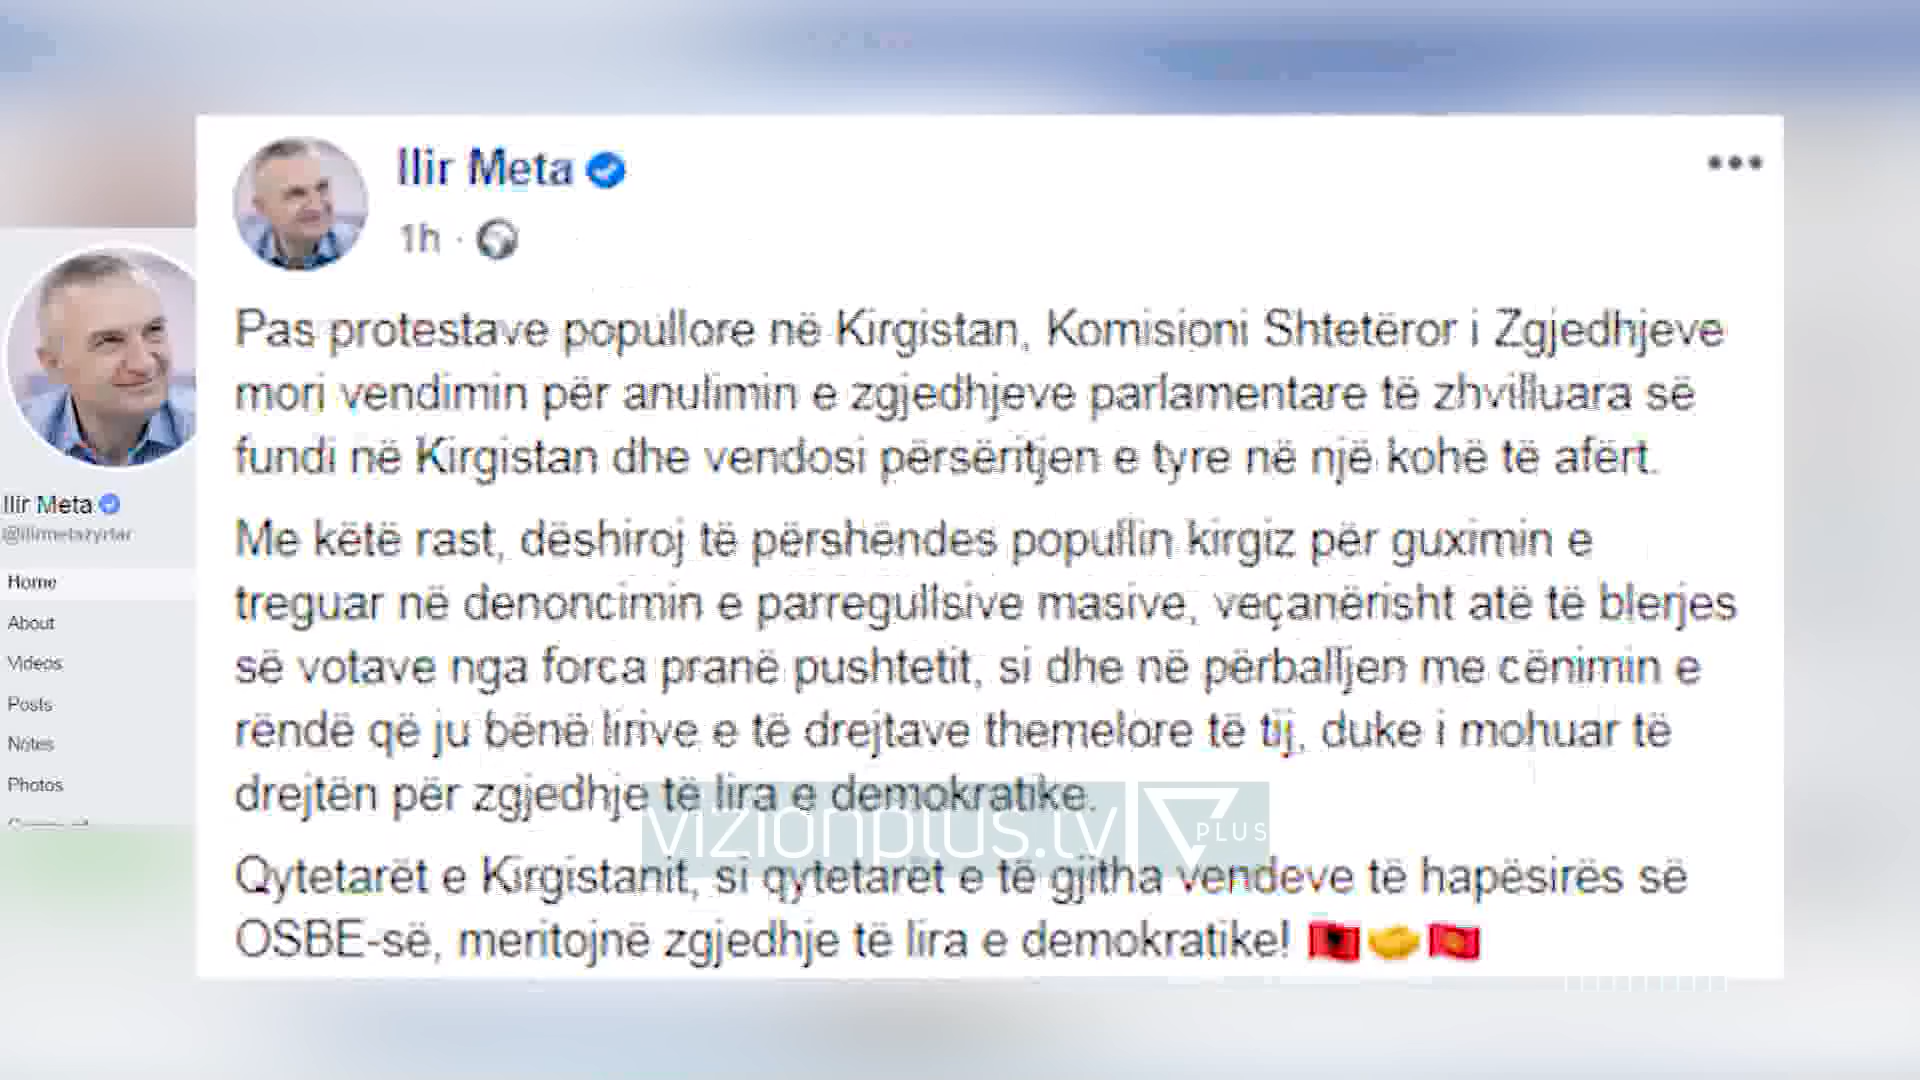 Ilir Meta
1h ·
Pas protestave popullore në Kirgistan, Komisioni Shtetëror i Zgjedhjeve
mori vendimin për anulimin e zgjedhjeve parlamentare të zhvilluara së
fundi në Kirgistan dhe vendosi përsëritjen e tyre në një kohë të afërt.
Me këtë rast, dëshiroj të përshëndes popullin kirgiz për guximin e
treguar në denoncimin e parregullsive masive, veçanërisht atë të blerjes
së votave nga forca pranë pushtetit, si dhe në përballjen me cënimin e
rëndë që ju bënë lirive e të drejtave themelore të tij, duke i mohuar të
drejtën për zgjedhje të lira e demokratike.
Qytetarët e Kirgistanit, si qytetarët e të gjitha vendeve të hapësirës së
OSBE-së, meritojnë zgjedhje të lira e demokratike! 🇦🇱🤝🇰🇬
vizionplus.tv
PLUS
Ilir Meta
@ilirmetazyrtar
Home
About
Videos
Posts
Notes
Photos